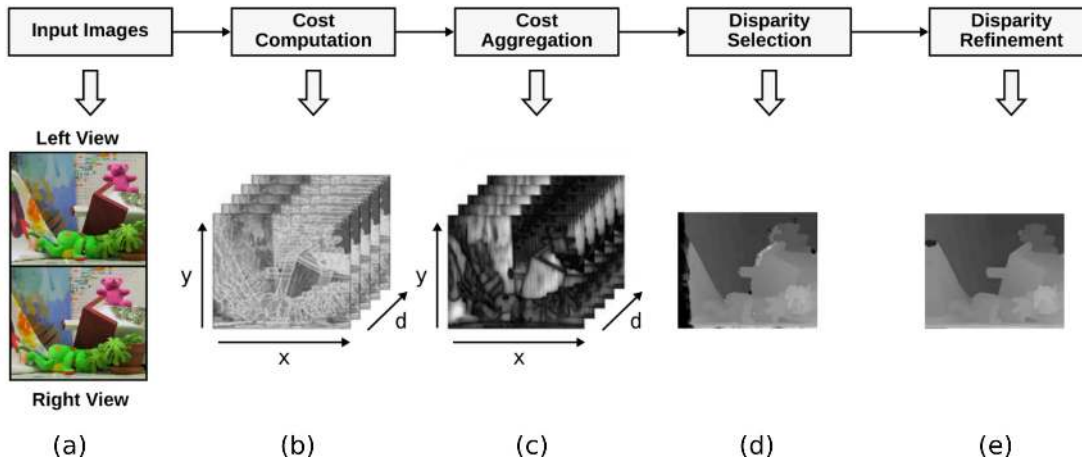 Input Images
Cost
Computation
Cost
Aggregation
Disparity
Selection
Disparity
Refinement
Left View
Right View
y
x
d
y
x
d
(a)
(b)
(c)
(d)
(e)